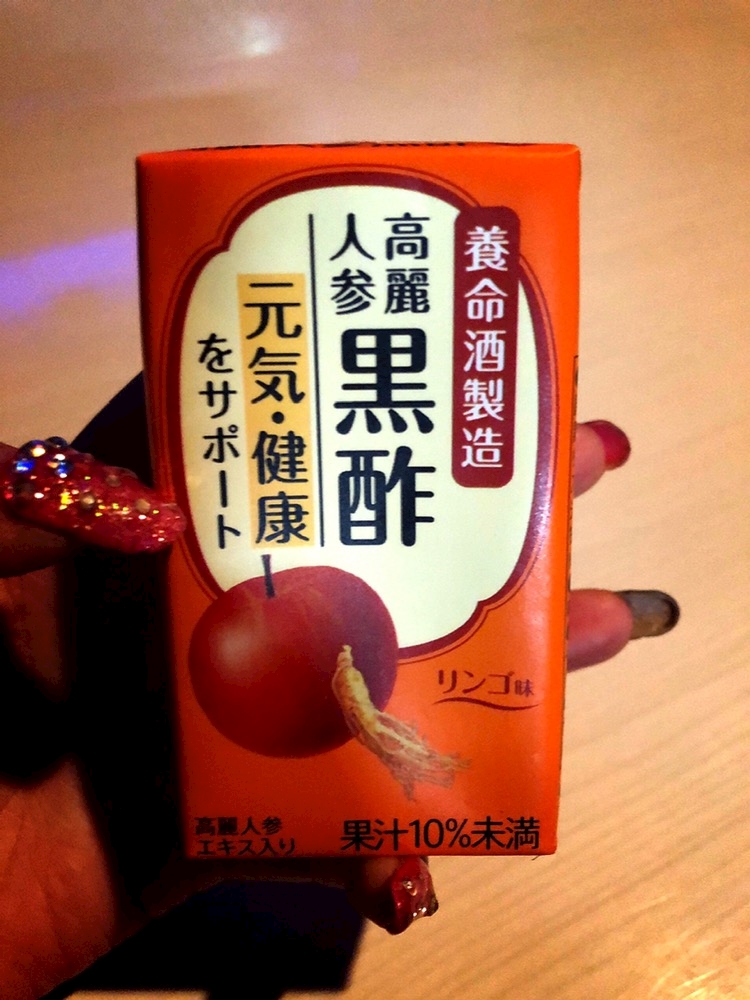 養命酒製造
高麗
人参
黒酢
元気・健康
をサポート
リンゴ味
高麗人参
エキス入り
果汁10%未満